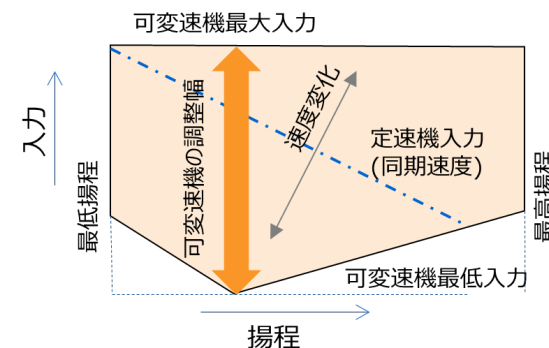 可変速機最大入力
入力
最低揚程
可変速機の調整幅
速度変化
定速機入力
(同期速度)
最高揚程
可変速機最低入力
揚程